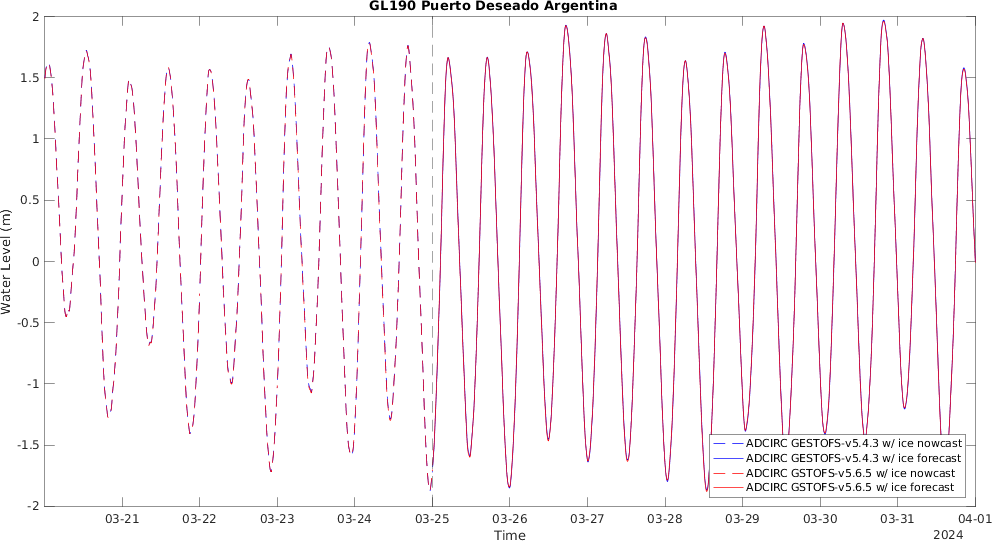 GL190 Puerto Deseado Argentina
Water Level (m)
2
1.5
1
0.5
0
-0.5
-1
-1.5
-2
ADCIRC GESTOFS-v5.4.3 w/ ice nowcast
ADCIRC GESTOFS-v5.4.3 w/ ice forecast
ADCIRC GSTOFS-v5.6.5 w/ ice nowcast
ADCIRC GSTOFS-v5.6.5 w/ ice forecast
03-21 03-22 03-23 03-24 03-25 03-26 03-27 03-28 03-29 03-30 03-31 04-01
Time
2024